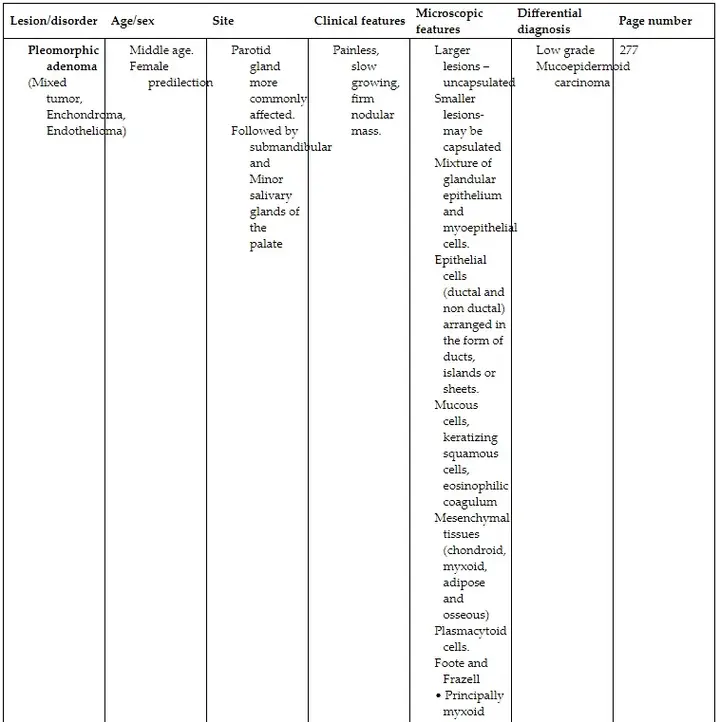 Lesion/disorder
Age/sex
Site
Clinical features
Microscopic
features
Differential
diagnosis
Page number
Pleomorphic
adenoma
(Mixed
tumor,
Enchondroma,
Endothelioma)
Middle age.
Female
predilection
Parotid
gland
more
commonly
affected.
Followed by
submandibular
and
Minor
salivary
glands of
the
palate
Painless,
slow
growing,
firm
nodular
mass.
Larger
lesions –
uncapsulated
Smaller
lesions-
may be
capsulated
Mixture of
glandular
epithelium
and
myoepithelial
cells.
Epithelial
cells
(ductal and
non ductal)
arranged in
the form of
ducts,
islands or
sheets.
Mucous
cells,
keratizing
squamous
cells,
eosinophilic
coagulum
Mesenchymal
tissues
(chondroid,
myxoid,
adipose
and
osseous)
Plasmacytoid
cells.
Foote and
Frazell
• Principally
myxoid
Low grade
Mucoepidermoid
carcinoma
277